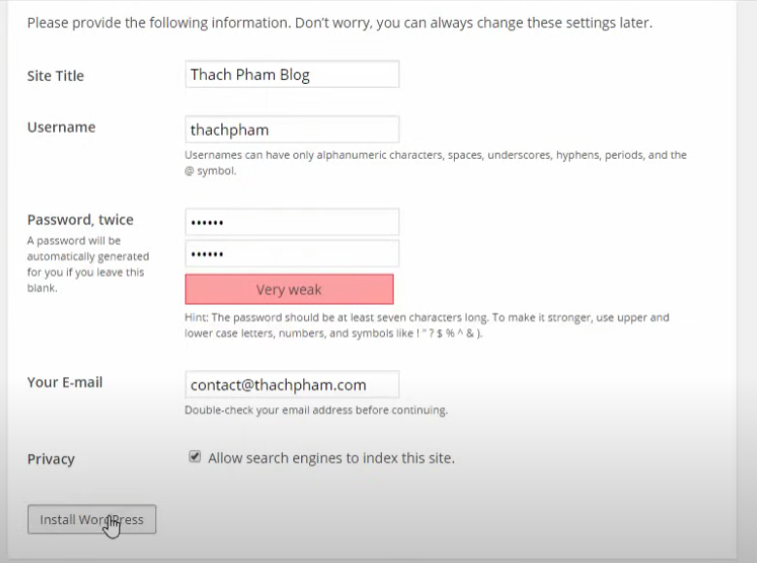 Please provide the following information. Don't worry, you can always change these settings later.
Site Title
Thach Pham Blog
Username
thachpham
Usernames can have only alphanumeric characters, spaces, underscores, hyphens, periods, and the
@ symbol.
Password, twice
••••••
A password will be
automatically generated
for you if you leave this
blank.
••••••
Very weak
Hint: The password should be at least seven characters long. To make it stronger, use upper and
lower case letters, numbers, and symbols like ! " ? $ % ^ & ).
Your E-mail
contact@thachpham.com
Double-check your email address before continuing.
Privacy
Allow search engines to index this site.
Install WordPress